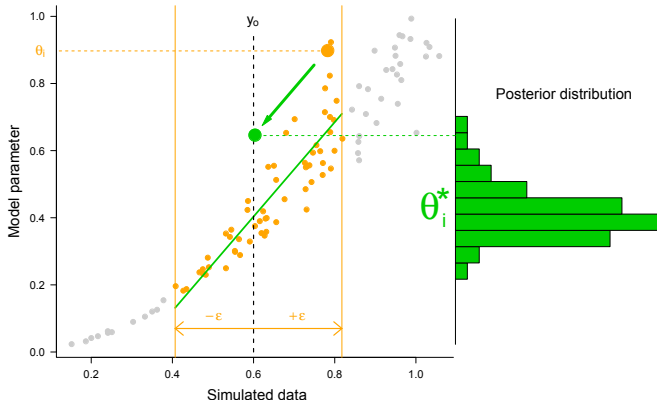 y₀
θᵢ
1.0
0.8
0.6
0.4
0.2
0.0
Model parameter
−ε
+ε
0.2
0.4
0.6
0.8
1.0
Simulated data
Posterior distribution
θ*ᵢ